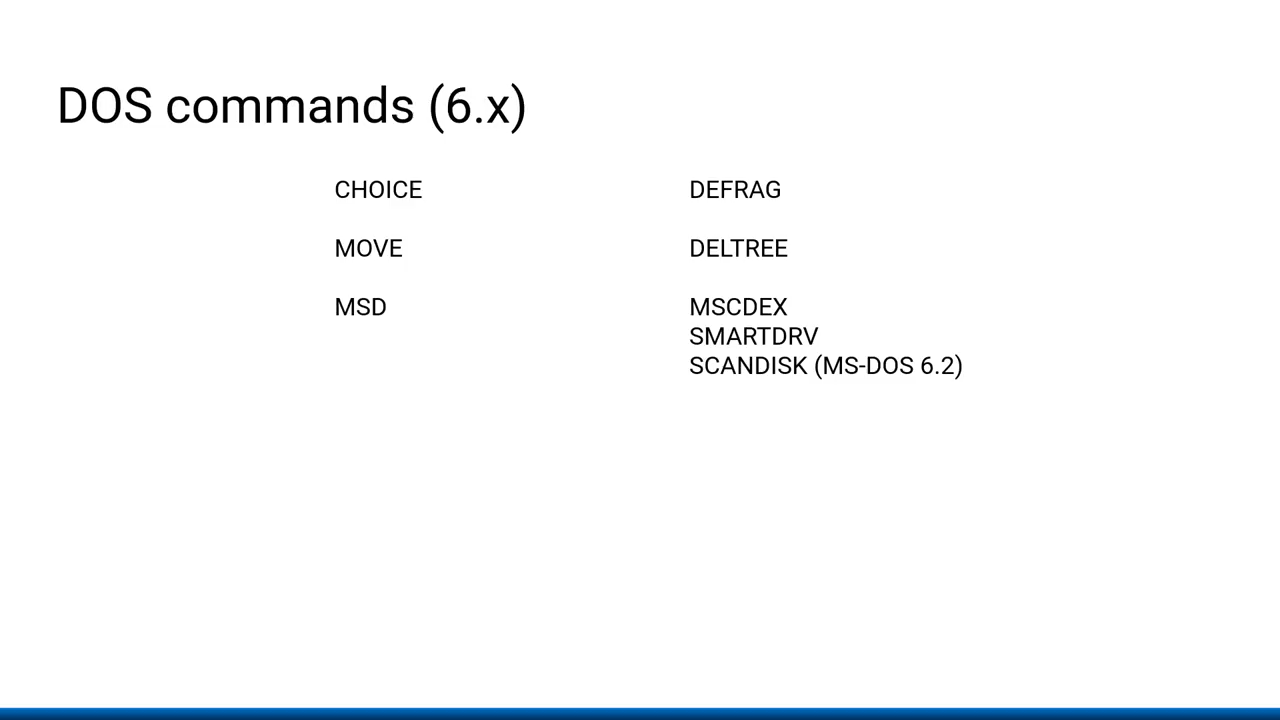 DOS commands (6.x)
CHOICE
DEFRAG
MOVE
DELTREE
MSD
MSCDEX
SMARTDRV
SCANDISK (MS-DOS 6.2)